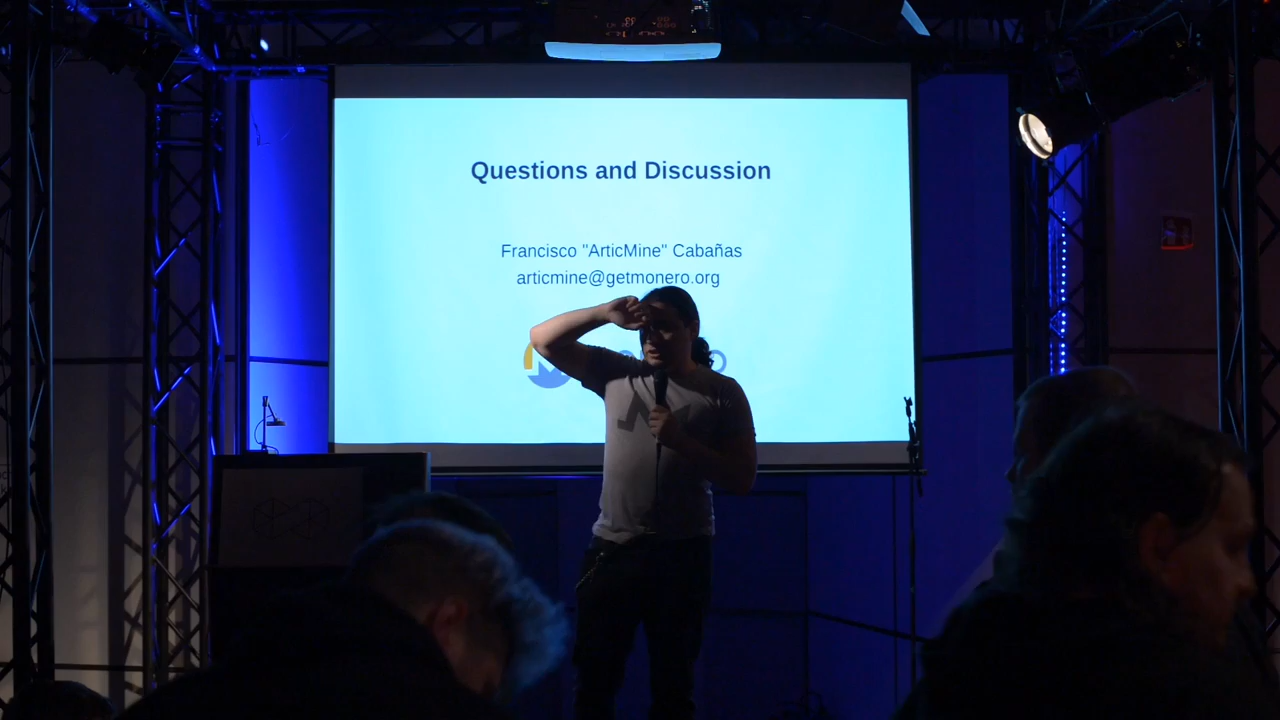 Questions and Discussion
Francisco "ArticMine" Cabañas
articmine@getmonero.org